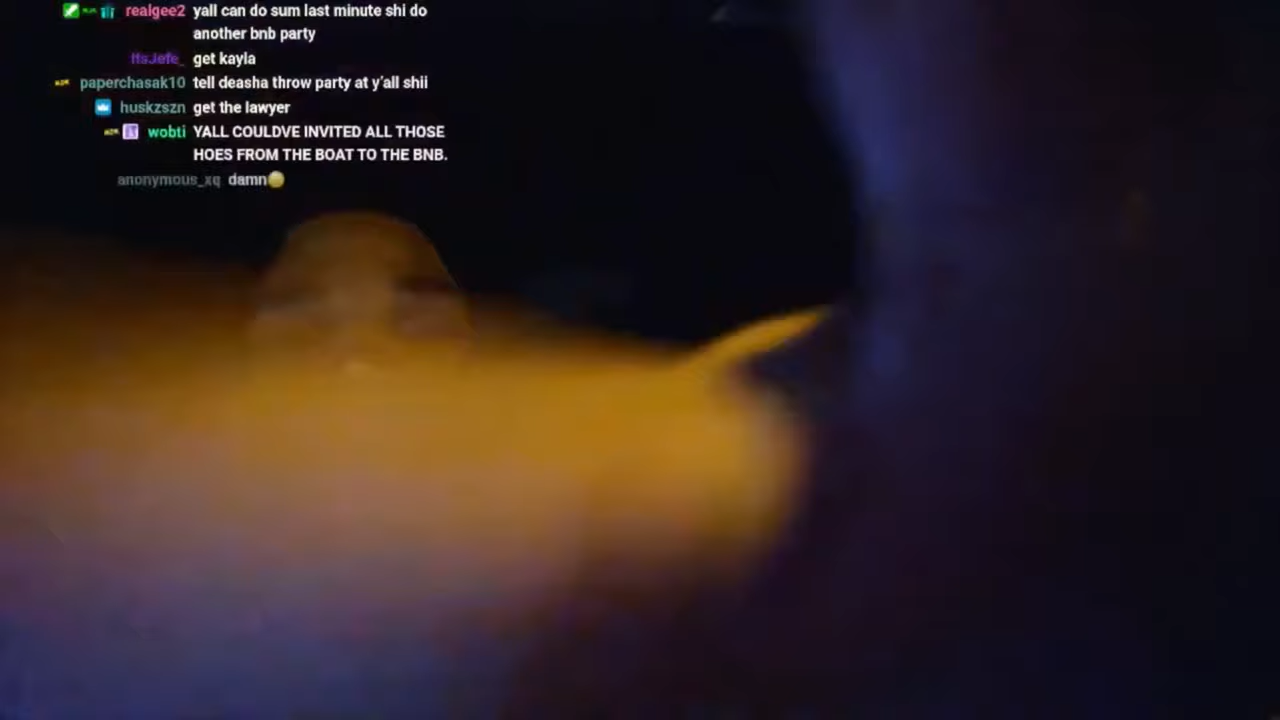 realgee2 yall can do sum last minute shi do
another bnb party
ItsJefe_ get kayla
paperchasak10 tell deasha throw party at y'all shii
huskzszn get the lawyer
wobti YALL COULDVE INVITED ALL THOSE
HOES FROM THE BOAT TO THE BNB.
anonymous_xq damn